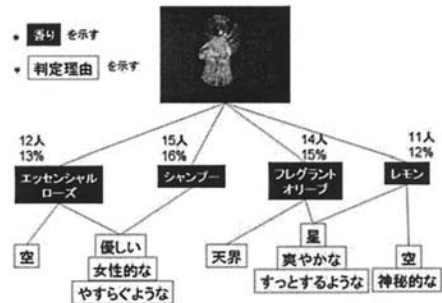 香り を示す
判定理由 を示す
12人
13%
15人
16%
14人
15%
11人
12%
エッセンシャル
ローズ
シャンプー
フレグラント
オリーブ
レモン
空
優しい
女性的な
やすらぐような
天界
星
爽やかな
すっとするような
空
神秘的な